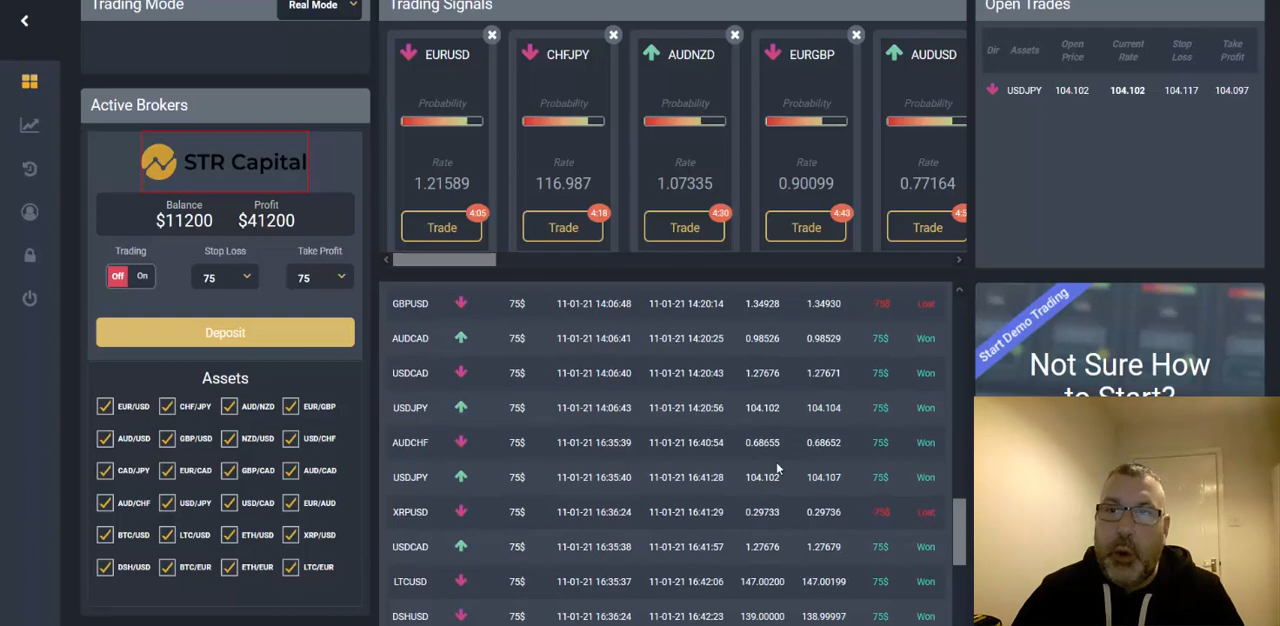 Trading Mode
Real Mode
Active Brokers
STR Capital
Balance Profit
$11200 $41200
Trading Stop Loss Take Profit
Off On 75 75
Deposit
Assets
EUR/USD CHF/JPY AUD/NZD EUR/GBP
AUD/USD GBP/USD NZD/USD USD/CHF
CAD/JPY EUR/CAD GBP/CAD AUD/CAD
AUD/CHF USD/JPY USD/CAD EUR/AUD
BTC/USD LTC/USD ETH/USD XRP/USD
DSH/USD BTC/EUR ETH/EUR LTC/EUR
Trading Signals
EURUSD CHFJPY AUDNZD EURGBP AUDUSD
Probability Probability Probability Probability Probability
Rate Rate Rate Rate Rate
1.21589 116.987 1.07335 0.90099 0.77164
4:05 4:18 4:30 4:43 4:5
Trade Trade Trade Trade Trade
GBPUSD 75$ 11-01-21 14:06:48 11-01-21 14:20:14 1.34928 1.34930 75$ Lost
AUDCAD 75$ 11-01-21 14:06:41 11-01-21 14:20:25 0.98526 0.98529 75$ Won
USDCAD 75$ 11-01-21 14:06:40 11-01-21 14:20:43 1.27676 1.27671 75$ Won
USDJPY 75$ 11-01-21 14:06:43 11-01-21 14:20:56 104.102 104.104 75$ Won
AUDCHF 75$ 11-01-21 16:35:39 11-01-21 16:40:54 0.68655 0.68652 75$ Won
USDJPY 75$ 11-01-21 16:35:40 11-01-21 16:41:28 104.102 104.107 75$ Won
XRPUSD 75$ 11-01-21 16:36:24 11-01-21 16:41:29 0.29733 0.29736 75$ Lost
USDCAD 75$ 11-01-21 16:35:38 11-01-21 16:41:57 1.27676 1.27679 75$ Won
LTCUSD 75$ 11-01-21 16:35:37 11-01-21 16:42:06 147.00200 147.00199 75$ Won
DSHUSD 75$ 11-01-21 16:36:24 11-01-21 16:42:23 139.00000 138.99997 75$ Won
Open Trades
Dir Assets Open Price Current Rate Stop Loss Take Profit
USDJPY 104.102 104.102 104.117 104.097
Start Demo Trading
Not Sure How
to Start?